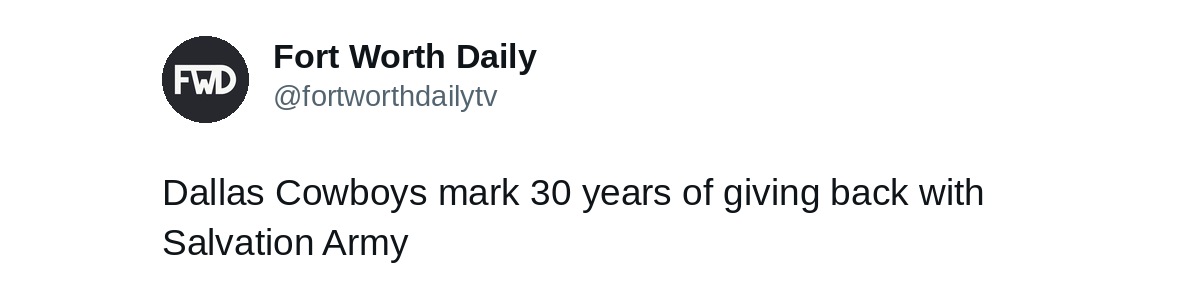 FWD
Fort Worth Daily
@fortworthdailytv
Dallas Cowboys mark 30 years of giving back with
Salvation Army